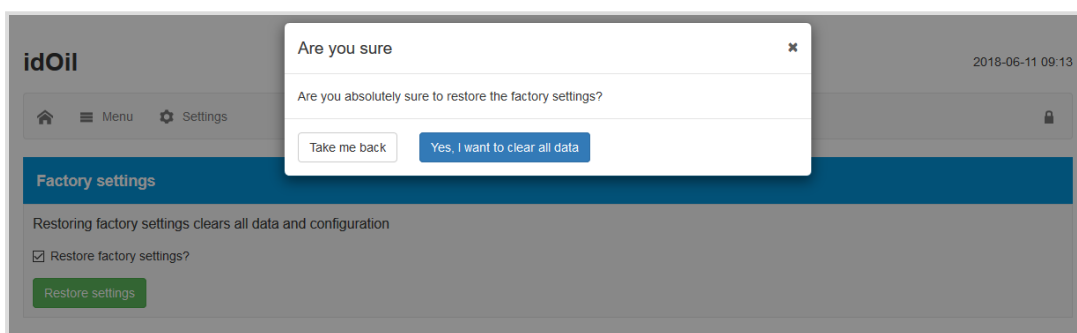 Are you sure
idOil
2018-06-11 09:13
Are you absolutely sure to restore the factory settings?
Menu Settings
Take me back Yes, I want to clear all data
Factory settings
Restoring factory settings clears all data and configuration
Restore factory settings?
Restore settings